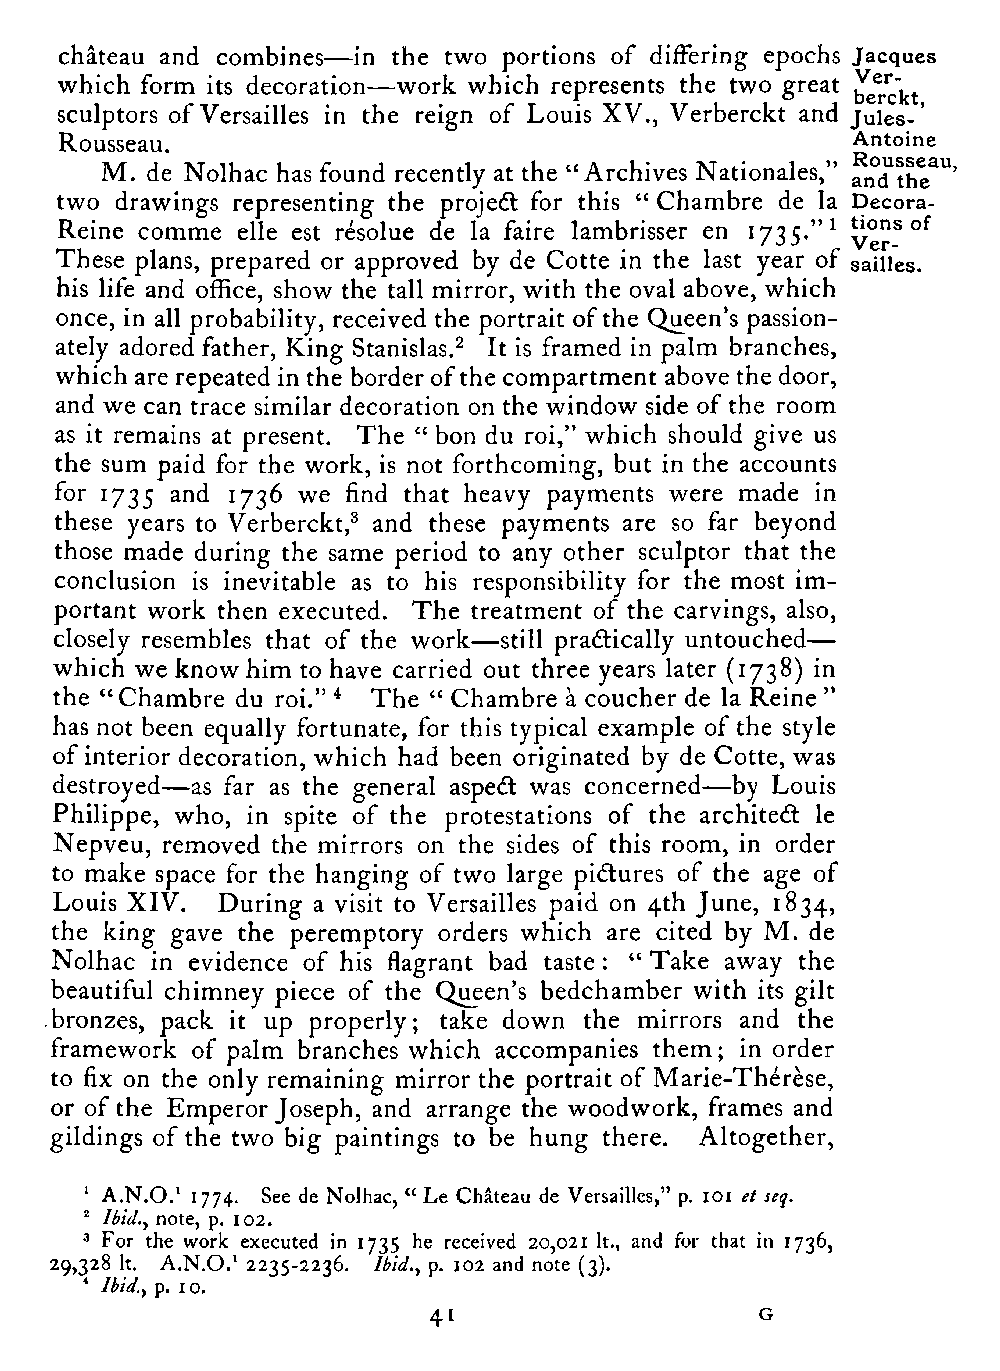 château and combines—in the two portions of differing epochs
which form its decoration—work which represents the two great
sculptors of Versailles in the reign of Louis XV., Verberckt and
Rousseau.
M. de Nolhac has found recently at the “Archives Nationales,”
two drawings representing the project for this “Chambre de la
Reine comme elle est résolue de la faire lambrisser en 1735.”¹
These plans, prepared or approved by de Cotte in the last year of
his life and office, show the tall mirror, with the oval above, which
once, in all probability, received the portrait of the Queen’s passion-
ately adored father, King Stanislas.² It is framed in palm branches,
which are repeated in the border of the compartment above the door,
and we can trace similar decoration on the window side of the room
as it remains at present. The “bon du roi,” which should give us
the sum paid for the work, is not forthcoming, but in the accounts
for 1735 and 1736 we find that heavy payments were made in
these years to Verberckt,³ and these payments are so far beyond
those made during the same period to any other sculptor that the
conclusion is inevitable as to his responsibility for the most im-
portant work then executed. The treatment of the carvings, also,
closely resembles that of the work—still practically untouched—
which we know him to have carried out three years later (1738) in
the “Chambre du roi.”⁴ The “Chambre à coucher de la Reine”
has not been equally fortunate, for this typical example of the style
of interior decoration, which had been originated by de Cotte, was
destroyed—as far as the general aspect was concerned—by Louis
Philippe, who, in spite of the protestations of the architect le
Nepveu, removed the mirrors on the sides of this room, in order
to make space for the hanging of two large pictures of the age of
Louis XIV. During a visit to Versailles paid on 4th June, 1834,
the king gave the peremptory orders which are cited by M. de
Nolhac in evidence of his flagrant bad taste: “Take away the
beautiful chimney piece of the Queen’s bedchamber with its gilt
bronzes, pack it up properly; take down the mirrors and the
framework of palm branches which accompanies them; in order
to fix on the only remaining mirror the portrait of Marie-Thérèse,
or of the Emperor Joseph, and arrange the woodwork, frames and
gildings of the two big paintings to be hung there. Altogether,
Jacques
Ver-
berckt,
Jules-
Antoine
Rousseau,
and the
Decora-
tions of
Ver-
sailles.
¹ A.N.O.¹ 1774. See de Nolhac, “Le Château de Versailles,” p. 101 et seq.
² Ibid., note, p. 102.
³ For the work executed in 1735 he received 20,021 lt., and for that in 1736,
29,328 lt. A.N.O.¹ 2235-2236. Ibid., p. 102 and note (3).
⁴ Ibid., p. 10.
41 G